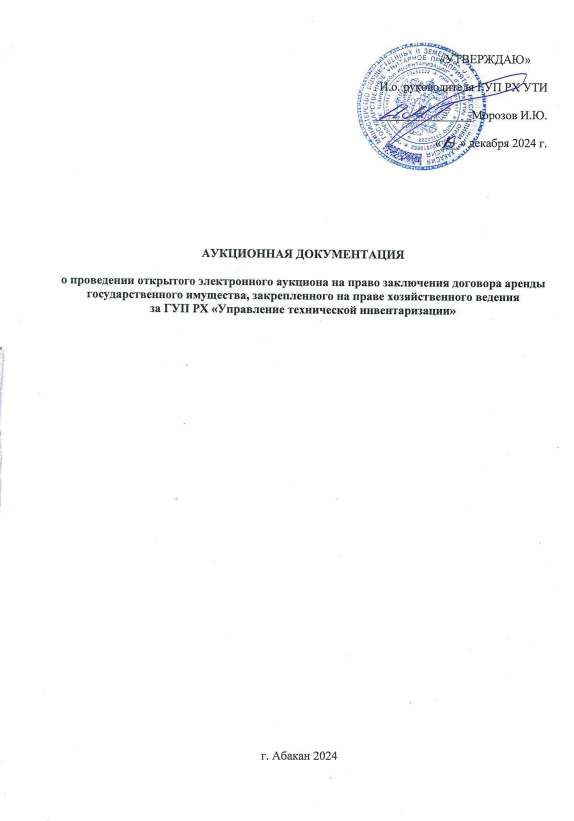 «УТВЕРЖДАЮ»
И.о. руководителя ГУП РХ УТИ
Морозов И.Ю.
декабря 2024 г.
АУКЦИОННАЯ ДОКУМЕНТАЦИЯ
о проведении открытого электронного аукциона на право заключения договора аренды
государственного имущества, закрепленного на праве хозяйственного ведения
за ГУП РХ «Управление технической инвентаризации»
г. Абакан 2024